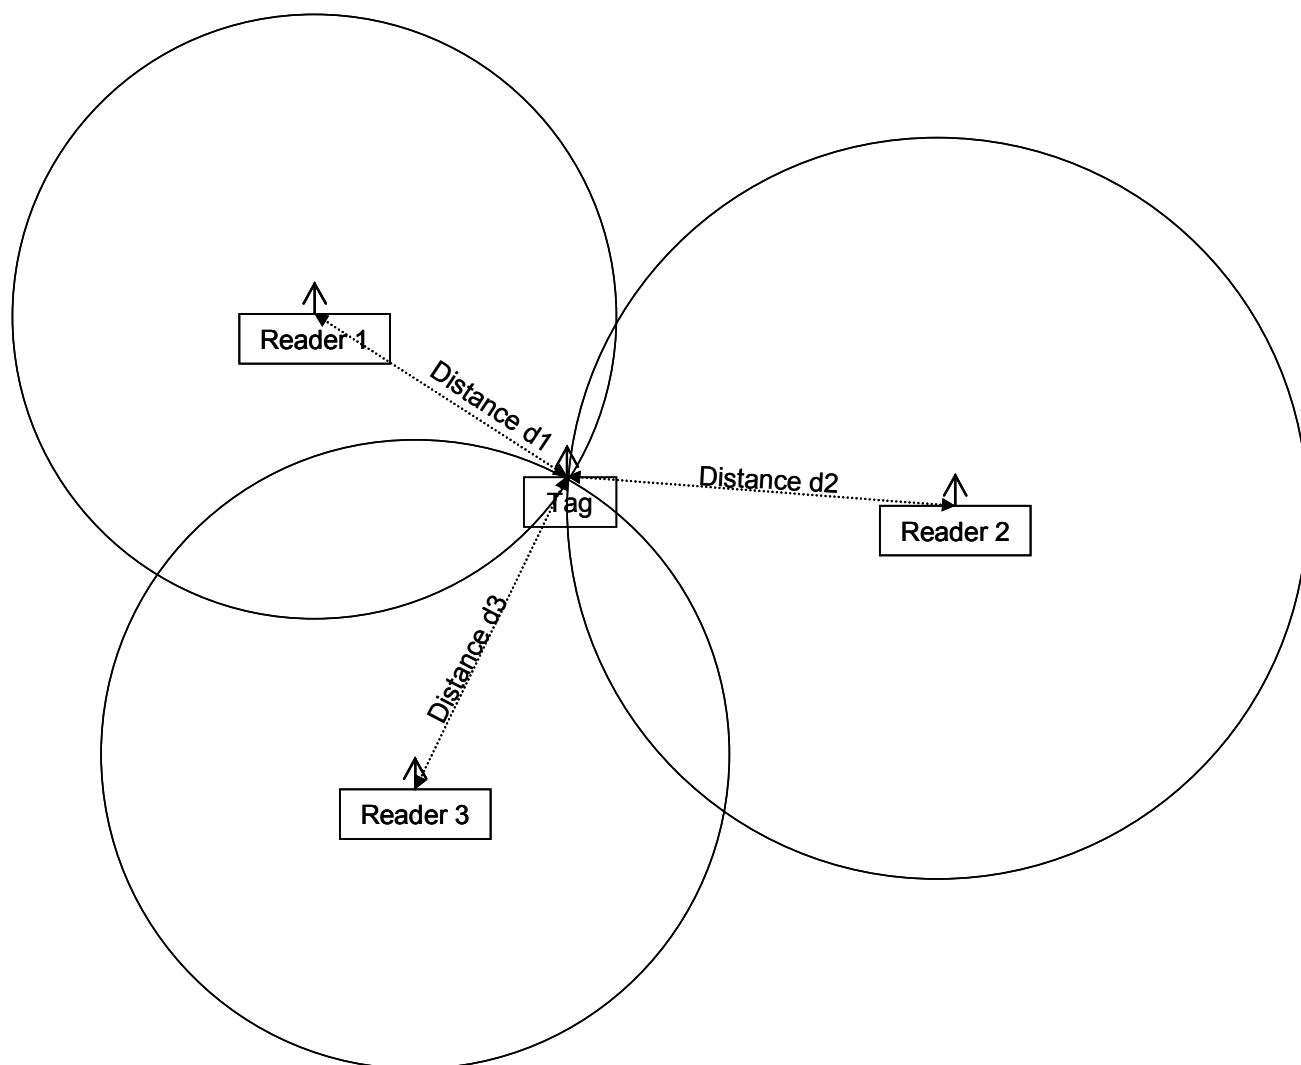 Reader 1
Distance d1
Distance d2
Tag
Reader 2
Distance d3
Reader 3